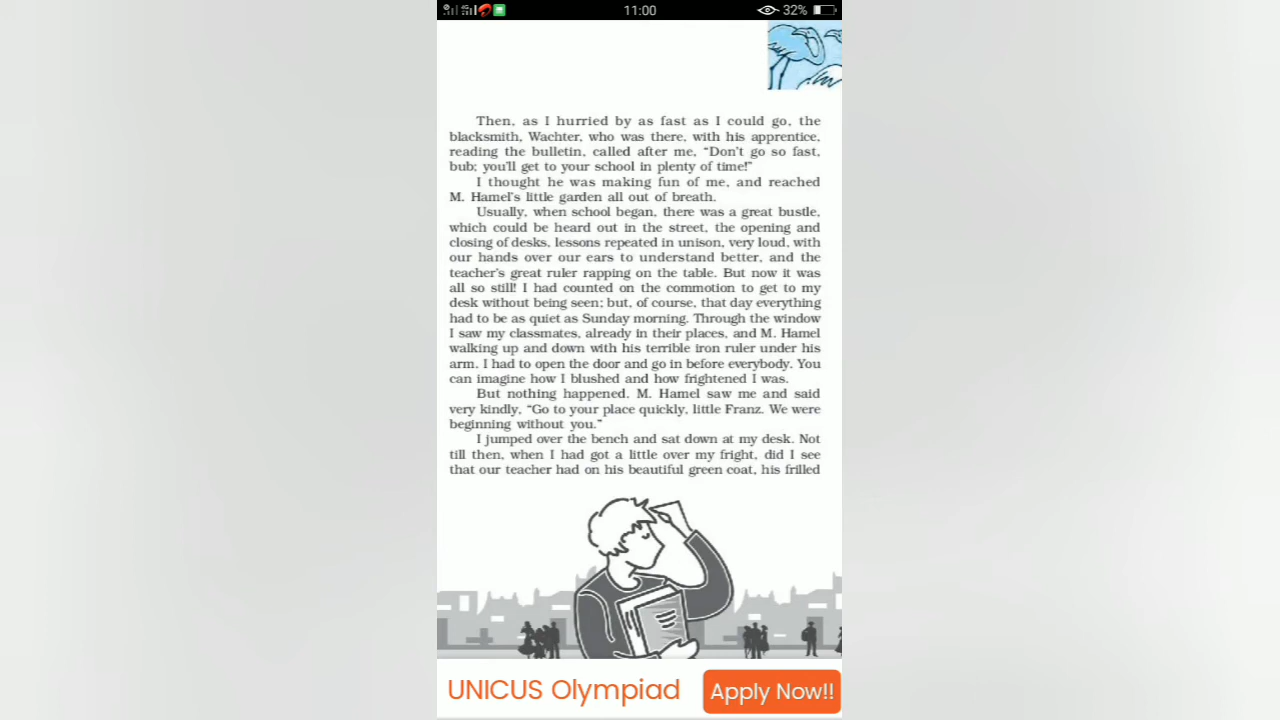 11:00
32%
Then, as I hurried by as fast as I could go, the
blacksmith, Wachter, who was there, with his apprentice,
reading the bulletin, called after me, “Don't go so fast,
bub; you'll get to your school in plenty of time!”
I thought he was making fun of me, and reached
M. Hamel's little garden all out of breath.
Usually, when school began, there was a great bustle,
which could be heard out in the street, the opening and
closing of desks, lessons repeated in unison, very loud, with
our hands over our ears to understand better, and the
teacher's great ruler rapping on the table. But now it was
all so still! I had counted on the commotion to get to my
desk without being seen; but, of course, that day everything
had to be as quiet as Sunday morning. Through the window
I saw my classmates, already in their places, and M. Hamel
walking up and down with his terrible iron ruler under his
arm. I had to open the door and go in before everybody. You
can imagine how I blushed and how frightened I was.
But nothing happened. M. Hamel saw me and said
very kindly, “Go to your place quickly, little Franz. We were
beginning without you.”
I jumped over the bench and sat down at my desk. Not
till then, when I had got a little over my fright, did I see
that our teacher had on his beautiful green coat, his frilled
UNICUS Olympiad
Apply Now!!